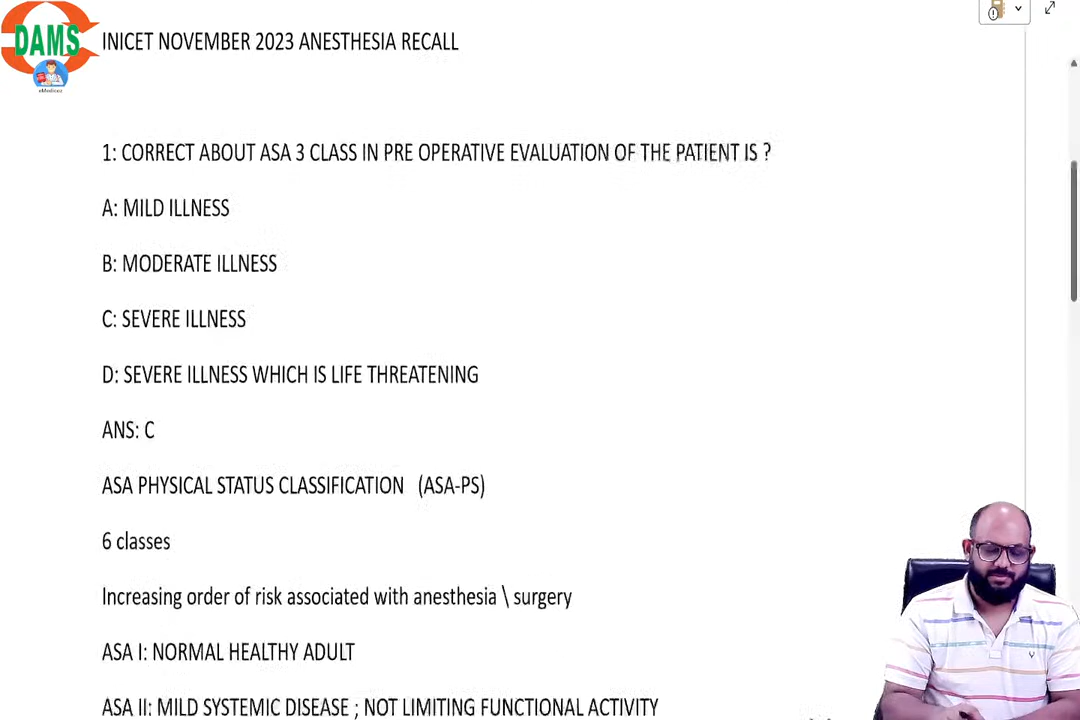 DAMS
eMedicoz
INICET NOVEMBER 2023 ANESTHESIA RECALL
1: CORRECT ABOUT ASA 3 CLASS IN PRE OPERATIVE EVALUATION OF THE PATIENT IS ?
A: MILD ILLNESS
B: MODERATE ILLNESS
C: SEVERE ILLNESS
D: SEVERE ILLNESS WHICH IS LIFE THREATENING
ANS: C
ASA PHYSICAL STATUS CLASSIFICATION (ASA-PS)
6 classes
Increasing order of risk associated with anesthesia \ surgery
ASA I: NORMAL HEALTHY ADULT
ASA II: MILD SYSTEMIC DISEASE ; NOT LIMITING FUNCTIONAL ACTIVITY